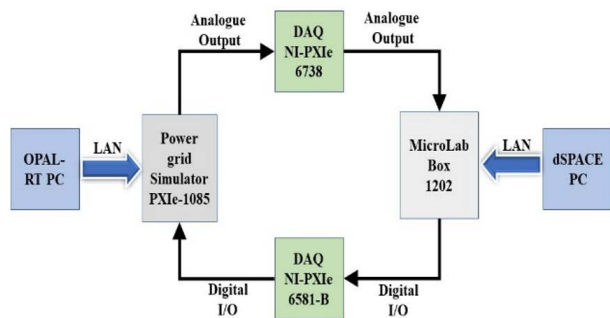 Analogue
Output
DAQ
NI-PXIe
6738
Analogue
Output
OPAL-
RT PC
LAN
Power
grid
Simulator
PXIe-1085
MicroLab
Box
1202
LAN
dSPACE
PC
Digital
I/O
DAQ
NI-PXIe
6581-B
Digital
I/O